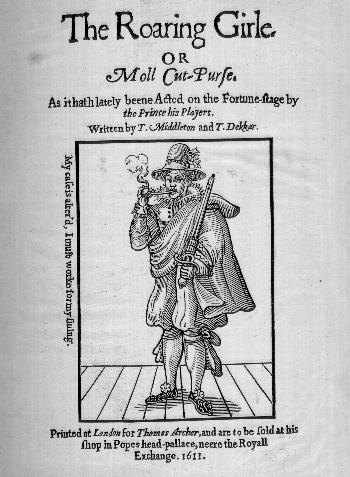 The Roaring Girle.
OR
Moll Cut-Purſe.
As it hath lately beene Acted on the Fortune-ſtage by
the Prince his Players.
Written by T. Middleton and T. Dekkar.
My caſe is alter'd, I muſt worke for my liuing.
Printed at London for Thomas Archer, and are to be ſold at his
ſhop in Popes head-pallace, neere the Royall
Exchange. 1611.